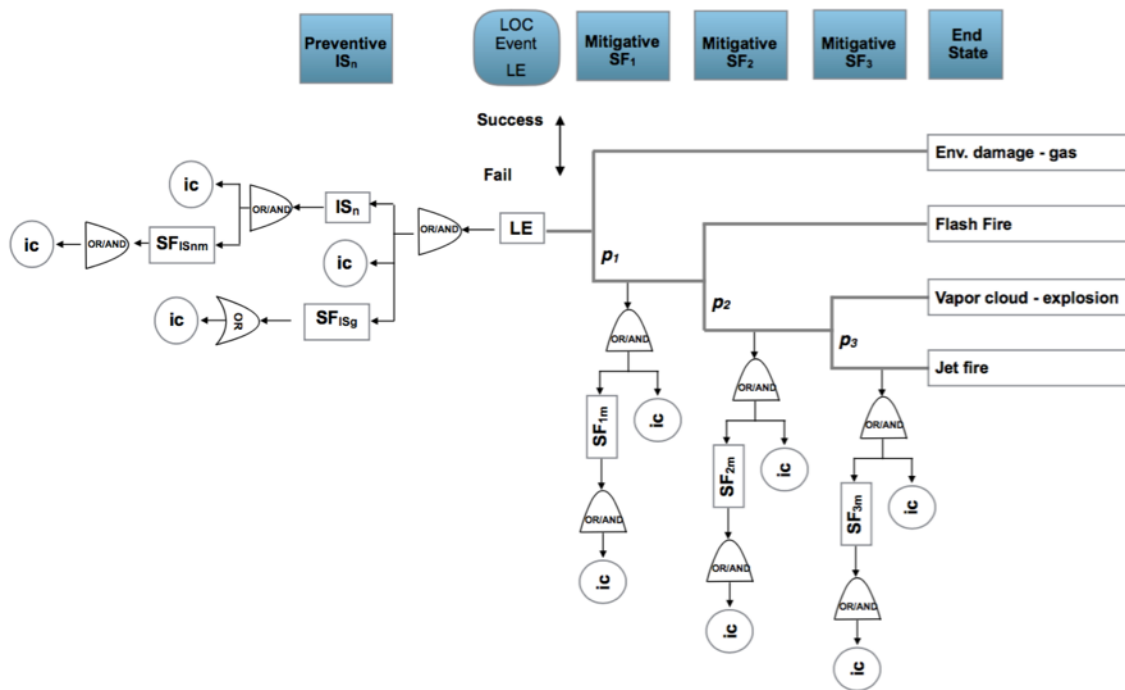 Preventive
ISn
LOC
Event
LE
Mitigative
SF1
Mitigative
SF2
Mitigative
SF3
End
State
Success
Fail
Env. damage - gas
Flash Fire
Vapor cloud - explosion
Jet fire
ic
OR/AND
ISn
OR/AND
LE
ic
OR/AND
SFISnm
ic
ic
OR
SFISg
p1
p2
p3
OR/AND
SF1m
ic
OR/AND
ic
OR/AND
SF2m
ic
OR/AND
ic
OR/AND
SF3m
ic
OR/AND
ic